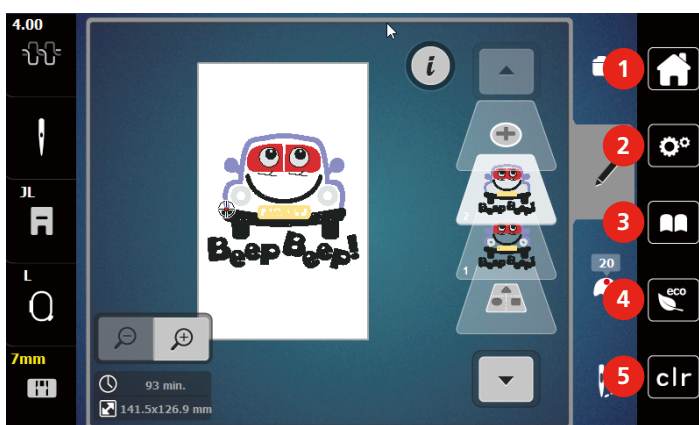 4.00
JL
L
7mm
i
Beep Beep!
2
Beep Beep!
1
Beep Beep!
93 min.
141.5x126.9 mm
20
1
2
3
4
eco
5
clr